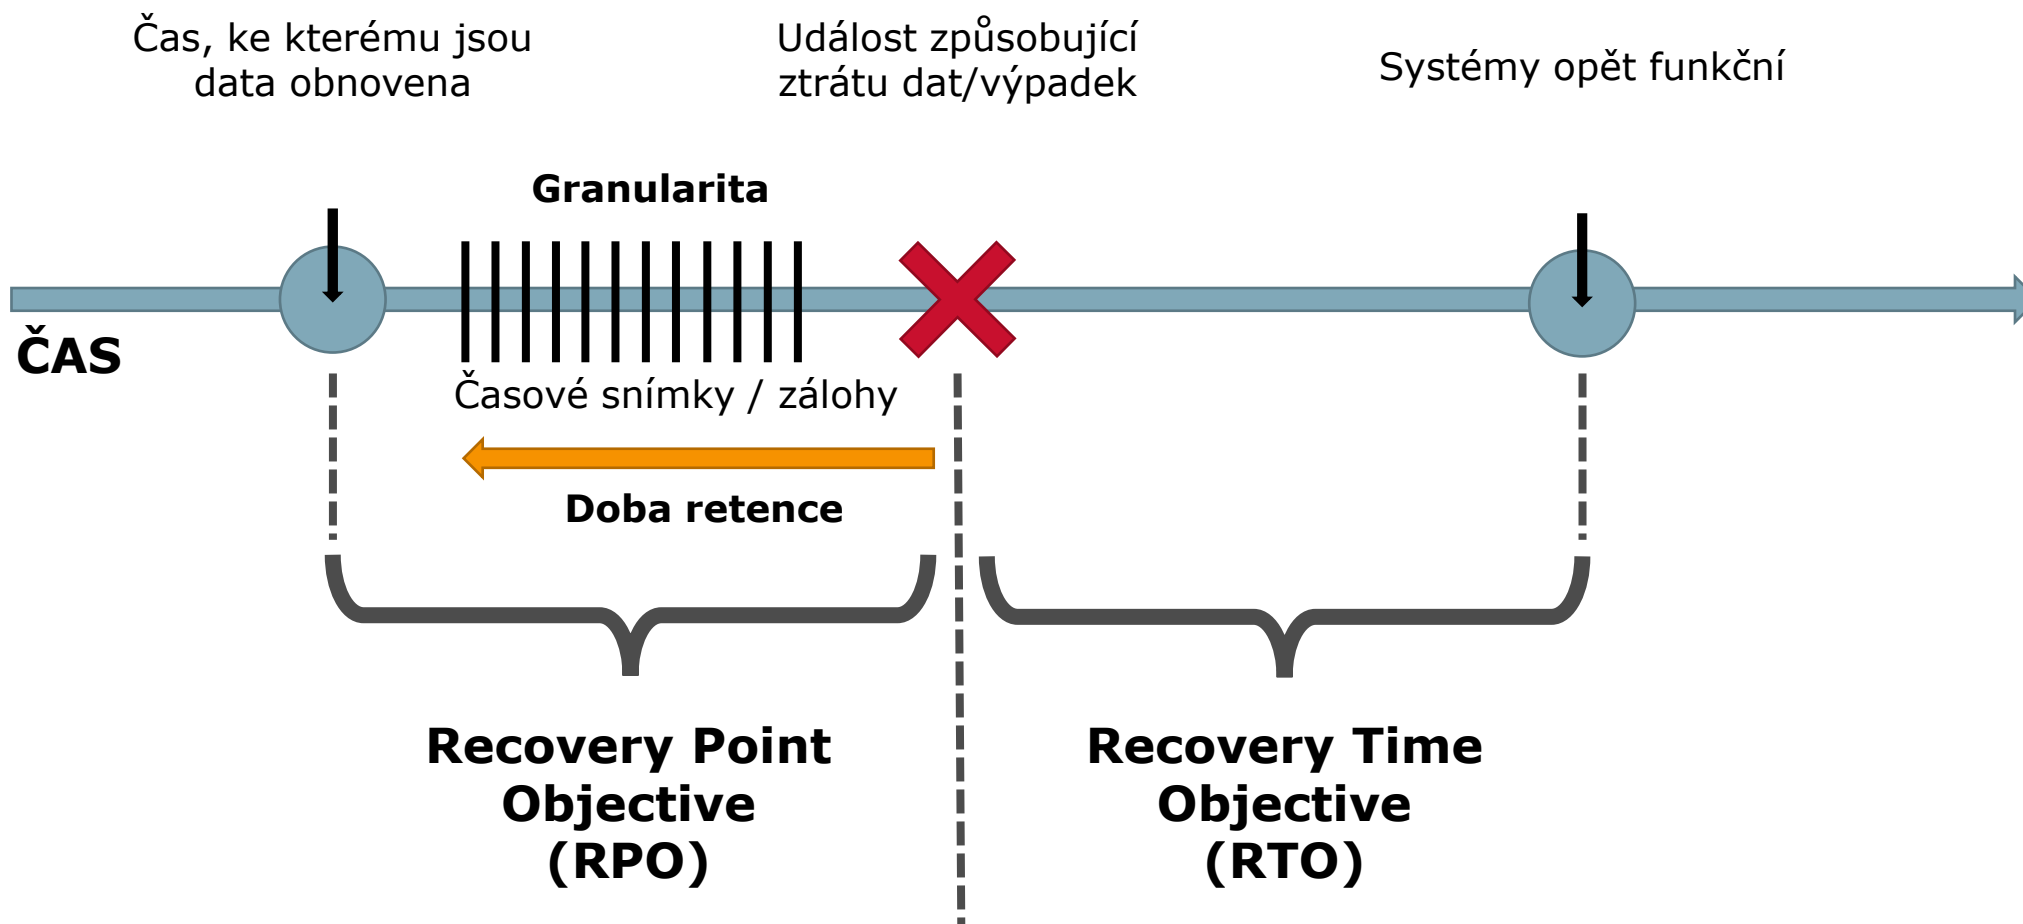 Čas, ke kterému jsou
data obnovena
Událost způsobující
ztrátu dat/výpadek
Systémy opět funkční
Granularita
ČAS
Časové snímky / zálohy
Doba retence
Recovery Point
Objective
(RPO)
Recovery Time
Objective
(RTO)